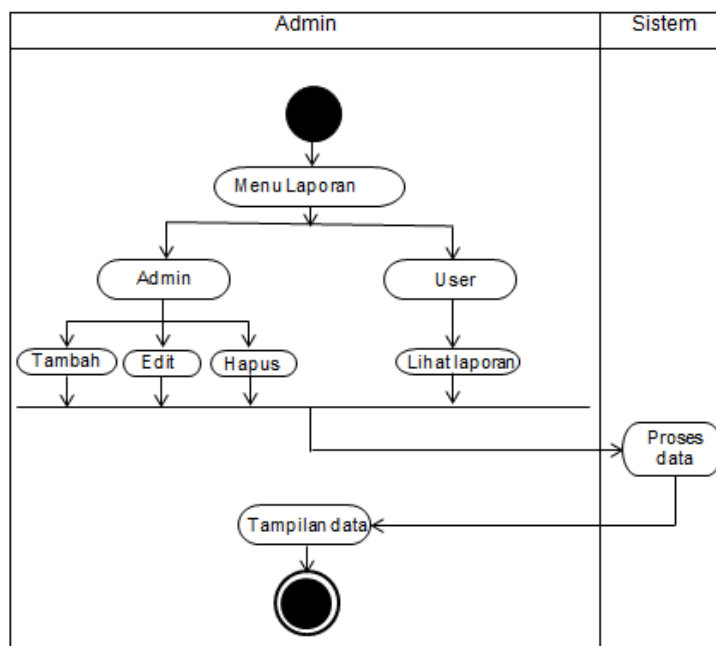 Admin
Sistem
Menu Laporan
Admin
User
Tambah
Edit
Hapus
Lihat laporan
Proses
data
Tampilan data